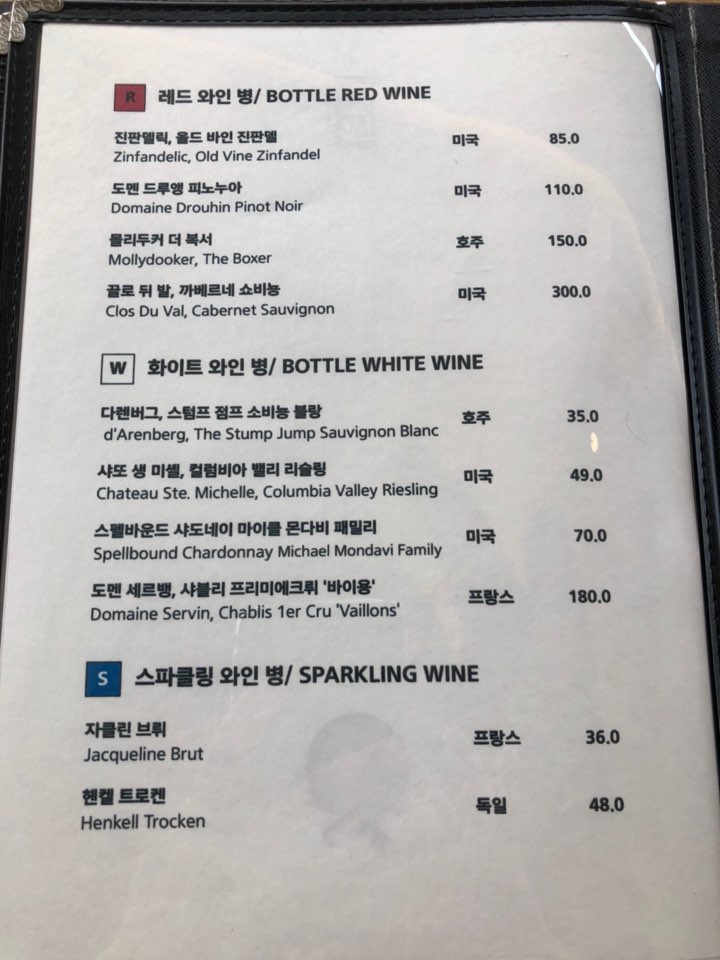 R 레드 와인 병/ BOTTLE RED WINE
진판델릭, 올드 바인 진판델 미국 85.0
Zinfandelic, Old Vine Zinfandel
도멘 드루앵 피노누아 미국 110.0
Domaine Drouhin Pinot Noir
몰리두커 더 복서 호주 150.0
Mollydooker, The Boxer
끌로 뒤 발, 까베르네 쇼비뇽 미국 300.0
Clos Du Val, Cabernet Sauvignon
W 화이트 와인 병/ BOTTLE WHITE WINE
다렌버그, 스텀프 점프 소비뇽 블랑 호주 35.0
d'Arenberg, The Stump Jump Sauvignon Blanc
샤또 생 미셸, 컬럼비아 밸리 리슬링 미국 49.0
Chateau Ste. Michelle, Columbia Valley Riesling
스펠바운드 샤도네이 마이클 몬다비 패밀리 미국 70.0
Spellbound Chardonnay Michael Mondavi Family
도멘 세르뱅, 샤블리 프리미에크뤼 '바이용' 프랑스 180.0
Domaine Servin, Chablis 1er Cru 'Vaillons'
S 스파클링 와인 병/ SPARKLING WINE
자클린 브뤼 프랑스 36.0
Jacqueline Brut
헨켈 트로켄 독일 48.0
Henkell Trocken